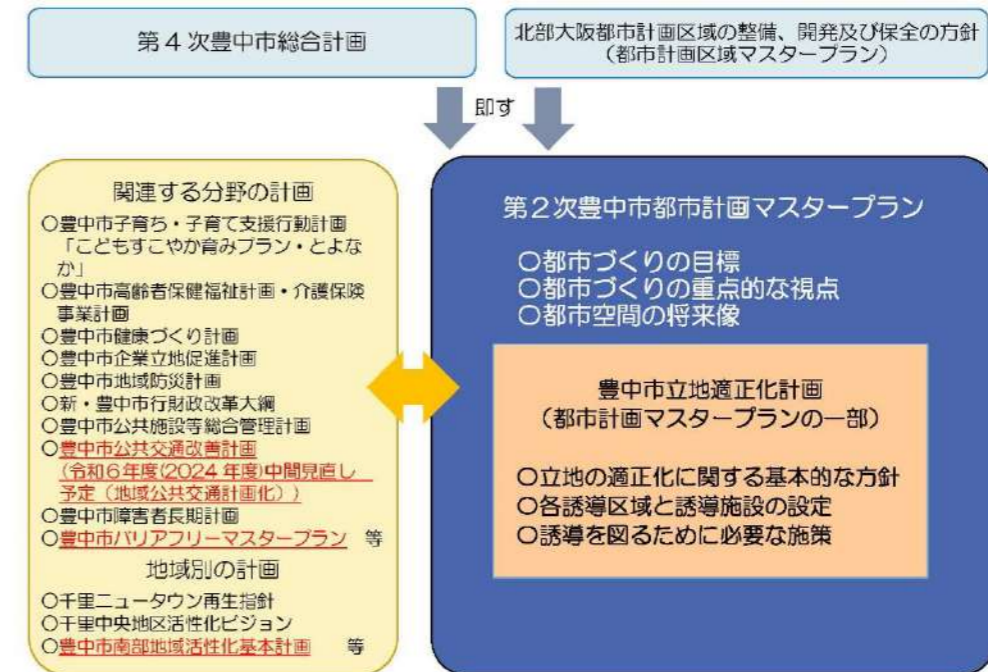 第4次豊中市総合計画
北部大阪都市計画区域の整備、開発及び保全の方針
(都市計画区域マスタープラン)
即す
関連する分野の計画
〇豊中市子育ち・子育て支援行動計画
「こどもすこやか育みプラン・とよな
か」
〇豊中市高齢者保健福祉計画・介護保険
事業計画
〇豊中市健康づくり計画
〇豊中市企業立地促進計画
〇豊中市地域防災計画
〇新・豊中市行財政改革大綱
〇豊中市公共施設等総合管理計画
〇豊中市公共交通改善計画
(令和6年度(2024年度)中間見直し
予定(地域公共交通計画化))
〇豊中市障害者長期計画
〇豊中市バリアフリーマスタープラン 等
地域別の計画
〇千里ニュータウン再生指針
〇千里中央地区活性化ビジョン
〇豊中市南部地域活性化基本計画 等
第2次豊中市都市計画マスタープラン
〇都市づくりの目標
〇都市づくりの重点的な視点
〇都市空間の将来像
豊中市立地適正化計画
(都市計画マスタープランの一部)
〇立地の適正化に関する基本的な方針
〇各誘導区域と誘導施設の設定
〇誘導を図るために必要な施策